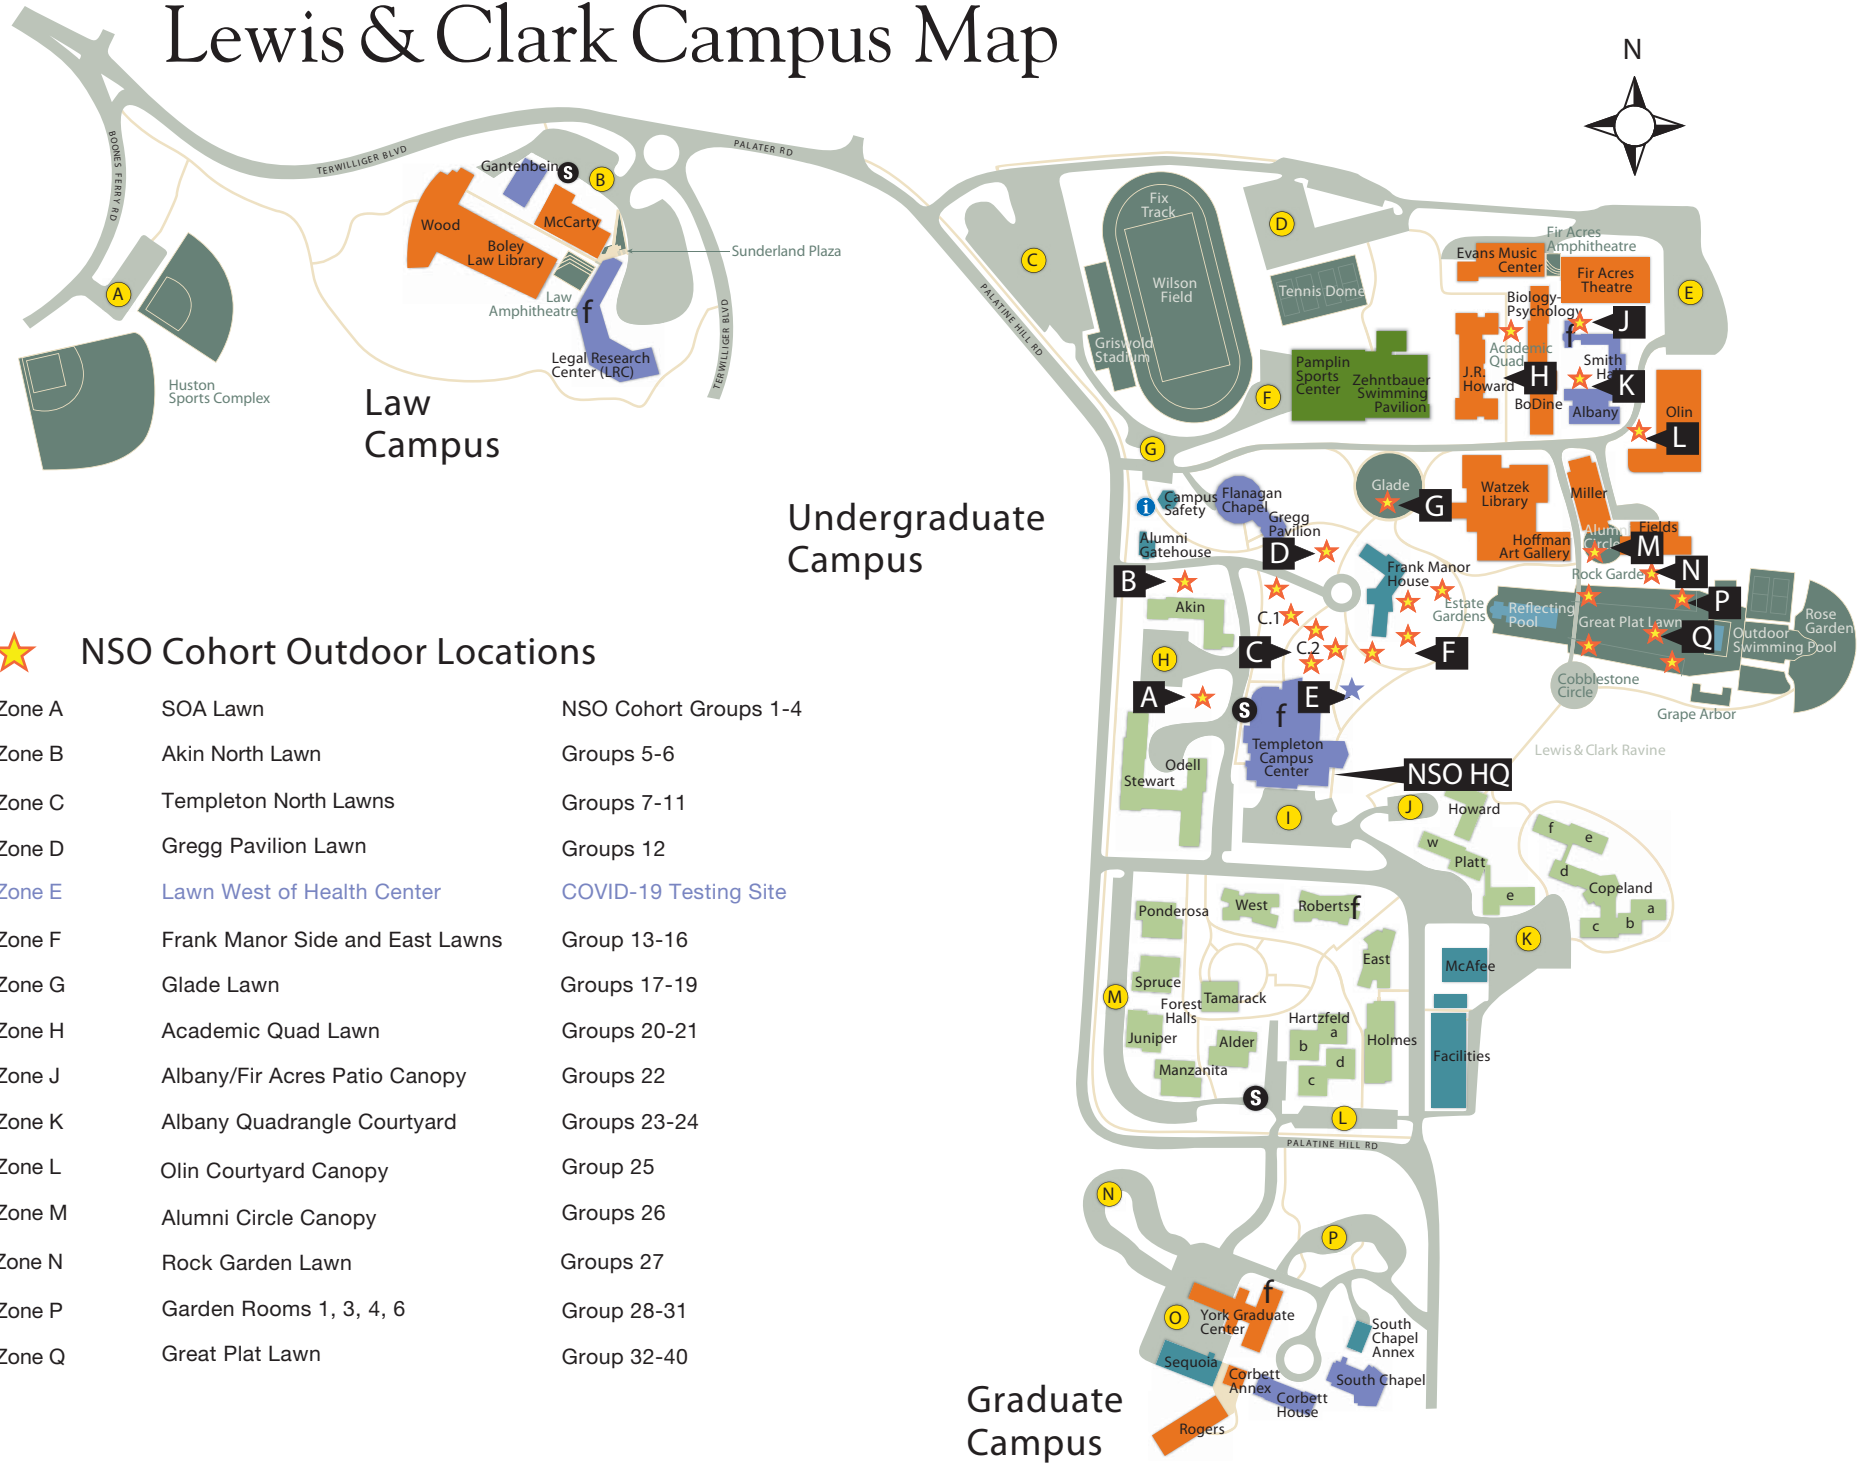 Lewis & Clark Campus Map
N
BOONES FERRY RD
TERWILLIGER BLVD
PALATER RD
TERWILLIGER BLVD
PALATINE HILL RD
Gantenbein
S
B
Wood
McCarty
Boley
Law Library
Sunderland Plaza
Law
Amphitheatre
f
Legal Research
Center (LRC)
A
Huston
Sports Complex
Law
Campus
C
Fix
Track
Wilson
Field
Griswold
Stadium
D
Tennis Dome
Fir Acres
Amphitheatre
Evans Music
Center
Fir Acres
Theatre
E
Biology-
Psychology
f
J
Academic
Quad
Smith
Hall
J.R.
Howard
H
K
BoDine
Albany
Olin
L
Pamplin
Sports
Center
Zehntbauer
Swimming
Pavilion
F
G
Undergraduate
Campus
i
Campus
Safety
Flanagan
Chapel
Gregg
Pavilion
Alumni
Gatehouse
D
B
Glade
G
Watzek
Library
Hoffman
Art Gallery
Miller
Alumni
Circle
Fields
M
Rock Garde
N
P
Frank Manor
House
Estate
Gardens
Reflecting
Pool
Great Plat Lawn
Q
Outdoor
Swimming Pool
Rose
Garden
Akin
C.1
C.2
C
F
H
A
S
E
f
Templeton
Campus
Center
Cobblestone
Circle
Grape Arbor
Lewis & Clark Ravine
NSO HQ
Odell
Stewart
I
J
Howard
w
Platt
e
f
e
d
Copeland
a
b
c
K
Ponderosa
West
Roberts
f
East
McAfee
Spruce
Forest
Halls
Tamarack
M
Juniper
Alder
Manzanita
Hartzfeld
a
b
d
c
Holmes
Facilities
S
L
PALATINE HILL RD
N
P
O
f
York Graduate
Center
Sequoia
Corbett
Annex
Corbett
House
South
Chapel
Annex
South Chapel
Rogers
Graduate
Campus
NSO Cohort Outdoor Locations
Zone A SOA Lawn NSO Cohort Groups 1-4
Zone B Akin North Lawn Groups 5-6
Zone C Templeton North Lawns Groups 7-11
Zone D Gregg Pavilion Lawn Groups 12
Zone E Lawn West of Health Center COVID-19 Testing Site
Zone F Frank Manor Side and East Lawns Group 13-16
Zone G Glade Lawn Groups 17-19
Zone H Academic Quad Lawn Groups 20-21
Zone J Albany/Fir Acres Patio Canopy Groups 22
Zone K Albany Quadrangle Courtyard Groups 23-24
Zone L Olin Courtyard Canopy Group 25
Zone M Alumni Circle Canopy Groups 26
Zone N Rock Garden Lawn Groups 27
Zone P Garden Rooms 1, 3, 4, 6 Group 28-31
Zone Q Great Plat Lawn Group 32-40